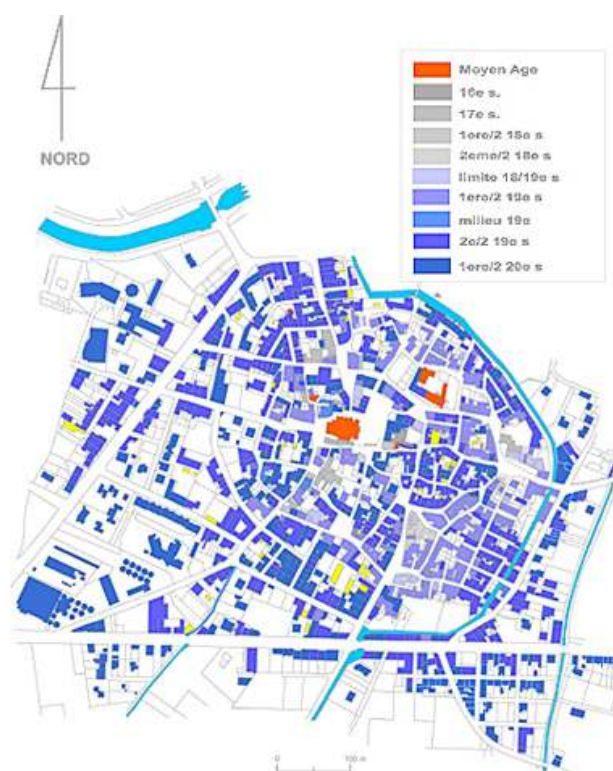 NORD
Moyen Age
16e s.
17e s.
1ere/2 18e s
2eme/2 18e s
limite 18/19e s
1ere/2 19e s
milieu 19e
2e/2 19e s
1ere/2 20e s
0 100 m